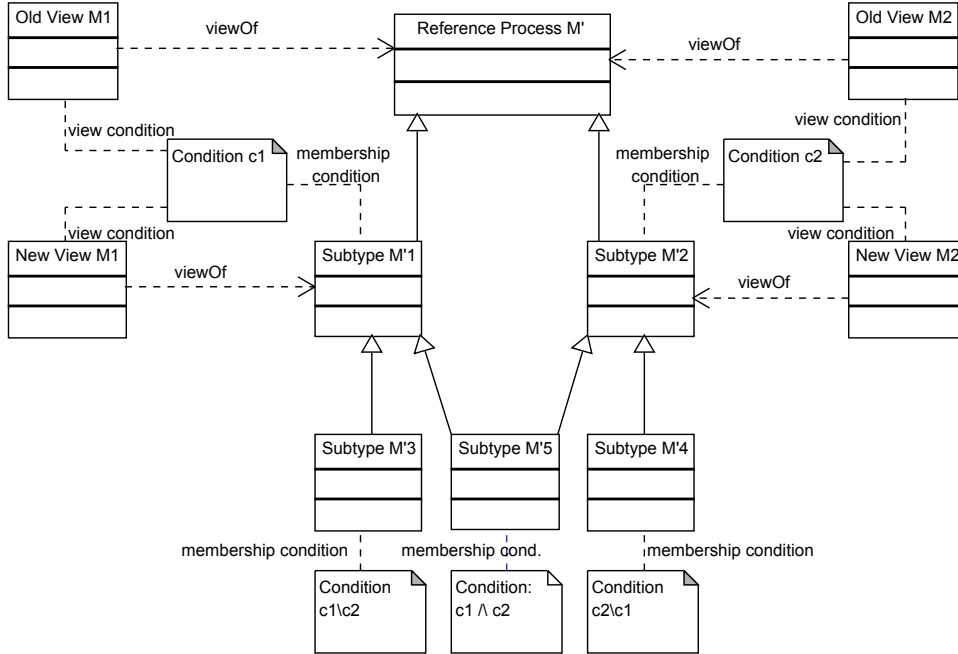 Old View M1
viewOf
Reference Process M'
viewOf
Old View M2
view condition
view condition
Condition c1
membership
condition
membership
condition
Condition c2
view condition
view condition
New View M1
viewOf
Subtype M'1
Subtype M'2
viewOf
New View M2
Subtype M'3
Subtype M'5
Subtype M'4
membership condition
membership cond.
membership condition
Condition
c1\c2
Condition:
c1 /\ c2
Condition
c2\c1